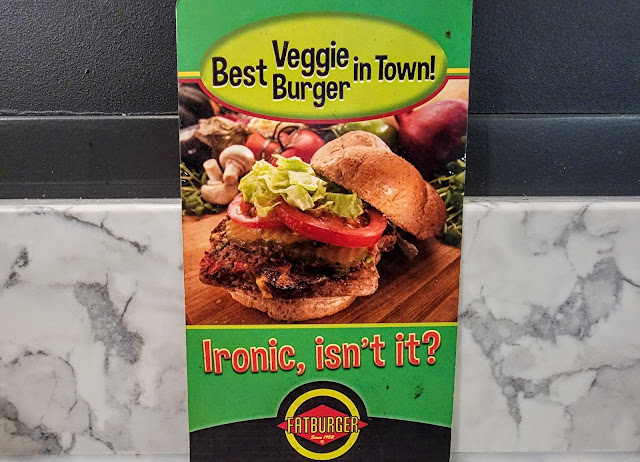 Best Veggie Burger in Town!
Ironic, isn't it?
FATBURGER
Since 1952